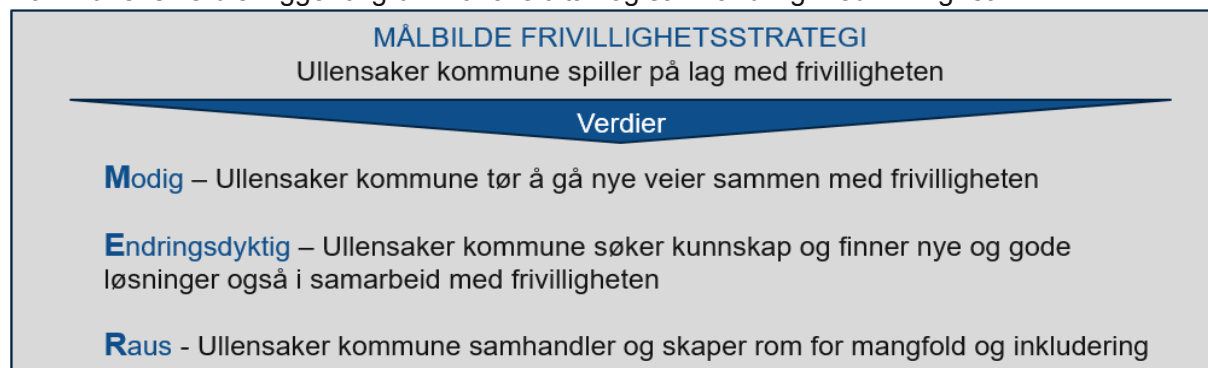 MÅLBILDE FRIVILLIGHETSSTRATEGI
Ullensaker kommune spiller på lag med frivilligheten
Verdier
Modig – Ullensaker kommune tør å gå nye veier sammen med frivilligheten
Endringsdyktig – Ullensaker kommune søker kunnskap og finner nye og gode
løsninger også i samarbeid med frivilligheten
Raus - Ullensaker kommune samhandler og skaper rom for mangfold og inkludering